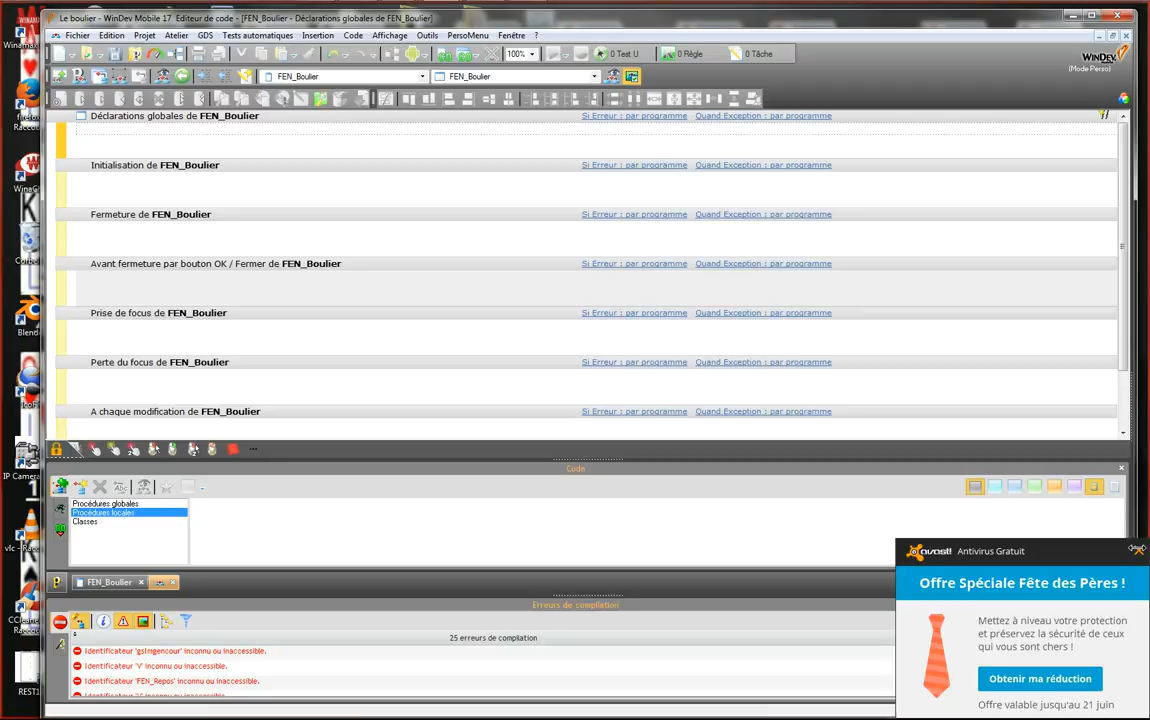 Le boulier - WinDev Mobile 17 Editeur de code - [FEN_Boulier - Déclarations globales de FEN_Boulier]
Fichier Edition Projet Atelier GDS Tests automatiques Insertion Code Affichage Outils PersoMenu Fenêtre ?
100% 0 Test U 0 Règle 0 Tâche
WINDEV
(Mode Perso)
FEN_Boulier FEN_Boulier
Déclarations globales de FEN_Boulier Si Erreur : par programme Quand Exception : par programme
Initialisation de FEN_Boulier Si Erreur : par programme Quand Exception : par programme
Fermeture de FEN_Boulier Si Erreur : par programme Quand Exception : par programme
Avant fermeture par bouton OK / Fermer de FEN_Boulier Si Erreur : par programme Quand Exception : par programme
Prise de focus de FEN_Boulier Si Erreur : par programme Quand Exception : par programme
Perte du focus de FEN_Boulier Si Erreur : par programme Quand Exception : par programme
A chaque modification de FEN_Boulier Si Erreur : par programme Quand Exception : par programme
Code
Procédures globales
Procédures locales
Classes
FEN_Boulier
Erreurs de compilation
25 erreurs de compilation
Identificateur 'gsImgencour' inconnu ou inaccessible.
Identificateur 'V' inconnu ou inaccessible.
Identificateur 'FEN_Repos' inconnu ou inaccessible.
avast! Antivirus Gratuit
Offre Spéciale Fête des Pères !
Mettez à niveau votre protection
et préservez la sécurité de ceux
qui vous sont chers !
Obtenir ma réduction
Offre valable jusqu'au 21 juin
Winamp
firefox
Raccou
WinaG
Corbei
Blend
IP Camera
vlc - Rac
CCleane
Raccou
REST1